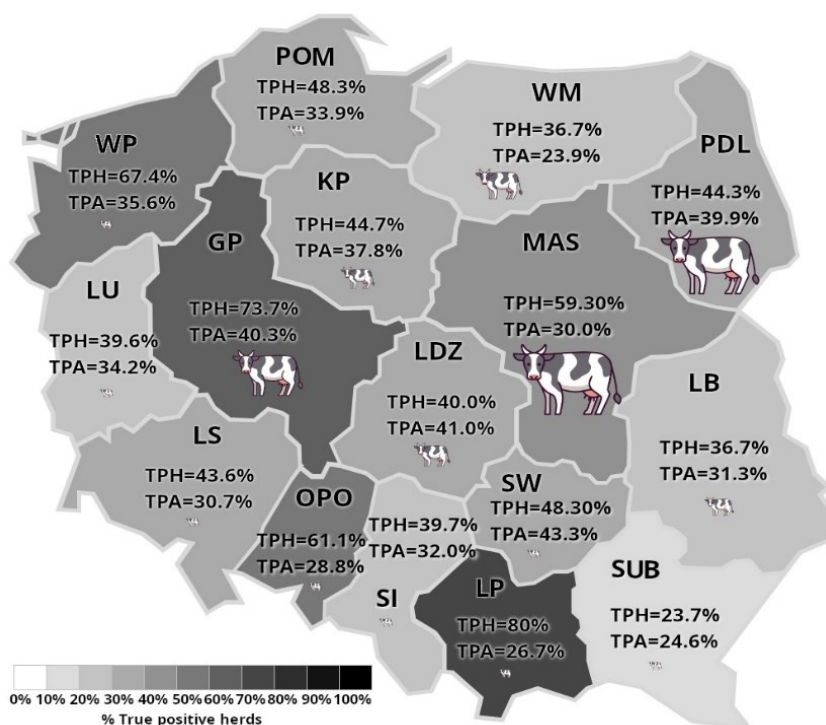 POM
TPH=48.3%
TPA=33.9%
WM
TPH=36.7%
TPA=23.9%
WP
TPH=67.4%
TPA=35.6%
PDL
TPH=44.3%
TPA=39.9%
KP
TPH=44.7%
TPA=37.8%
GP
TPH=73.7%
TPA=40.3%
MAS
TPH=59.30%
TPA=30.0%
LU
TPH=39.6%
TPA=34.2%
LDZ
TPH=40.0%
TPA=41.0%
LB
TPH=36.7%
TPA=31.3%
LS
TPH=43.6%
TPA=30.7%
OPO
TPH=61.1%
TPA=28.8%
TPH=39.7%
TPA=32.0%
SI
SW
TPH=48.30%
TPA=43.3%
LP
TPH=80%
TPA=26.7%
SUB
TPH=23.7%
TPA=24.6%
0% 10% 20% 30% 40% 50% 60% 70% 80% 90% 100%
% True positive herds